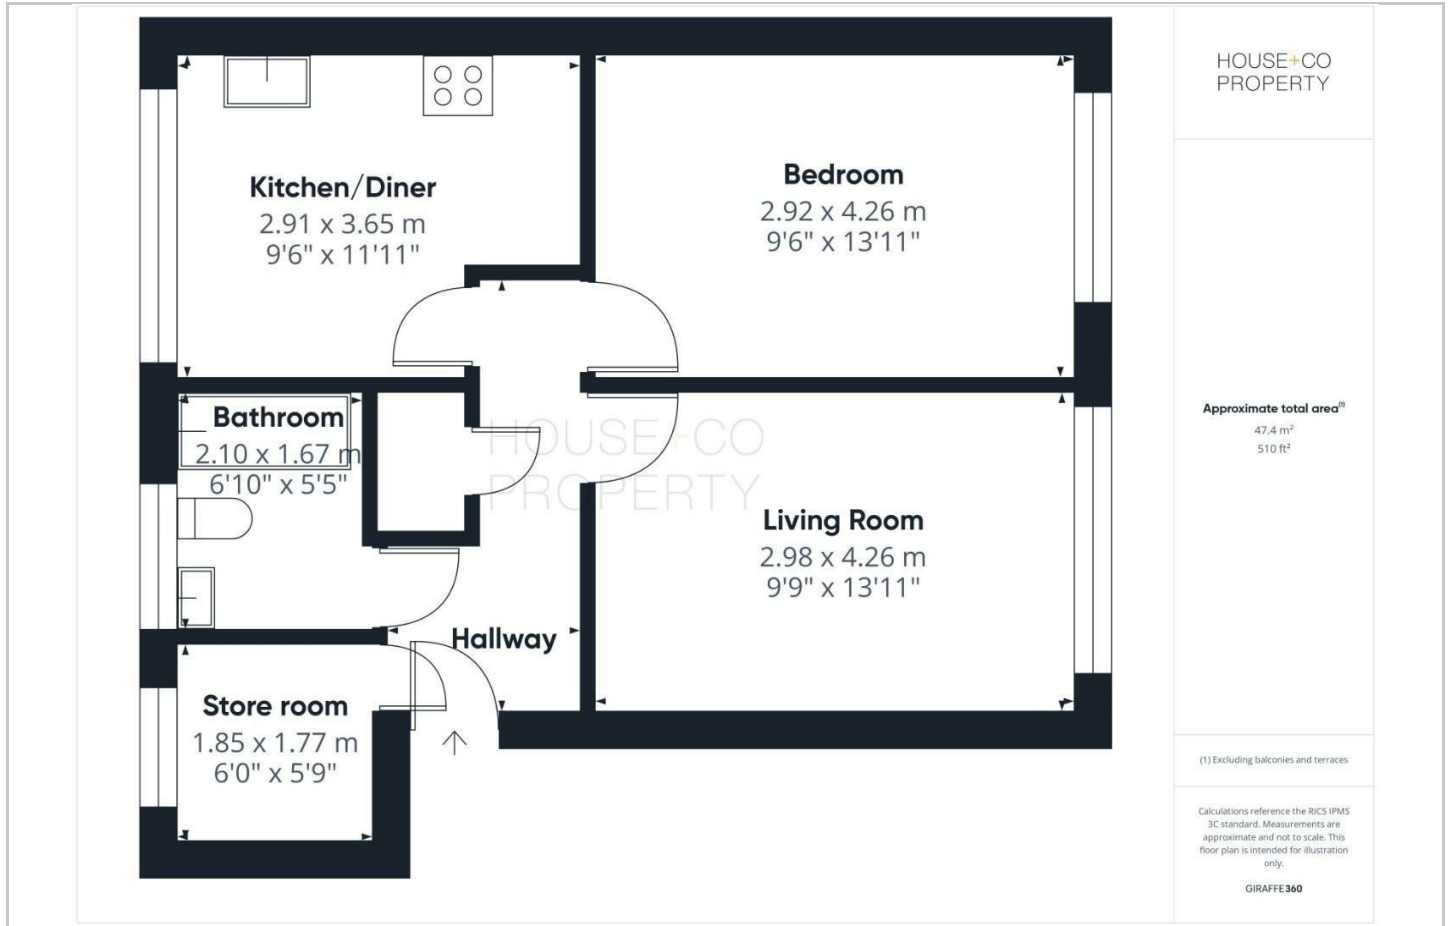 HOUSE+CO
PROPERTY
Kitchen/Diner
2.91 x 3.65 m
9'6" x 11'11"
Bedroom
2.92 x 4.26 m
9'6" x 13'11"
Bathroom
2.10 x 1.67 m
6'10" x 5'5"
HOUSE+CO
PROPERTY
Living Room
2.98 x 4.26 m
9'9" x 13'11"
Hallway
Store room
1.85 x 1.77 m
6'0" x 5'9"
Approximate total area(1)
47.4 m²
510 ft²
(1) Excluding balconies and terraces
Calculations reference the RICS IPMS
3C standard. Measurements are
approximate and not to scale. This
floor plan is intended for illustration
only.
GIRAFFE360